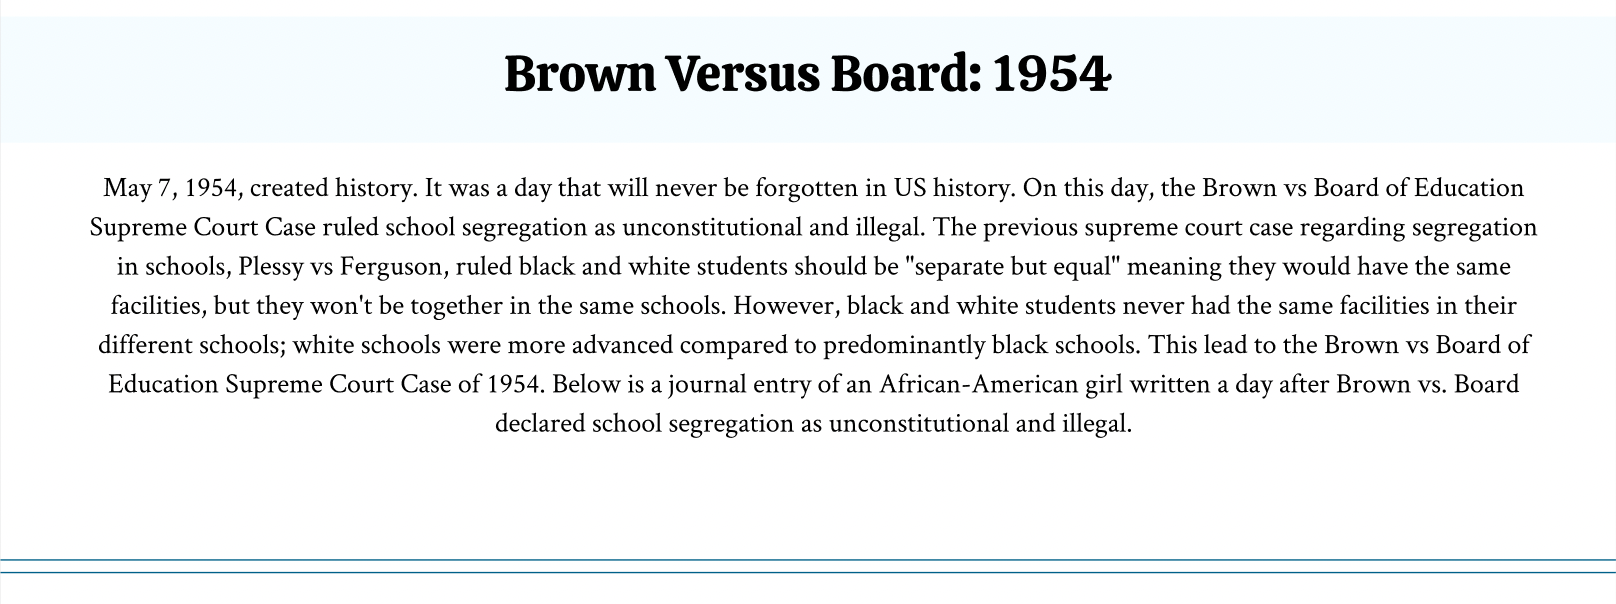 Brown Versus Board: 1954
May 7, 1954, created history. It was a day that will never be forgotten in US history. On this day, the Brown vs Board of Education
Supreme Court Case ruled school segregation as unconstitutional and illegal. The previous supreme court case regarding segregation
in schools, Plessy vs Ferguson, ruled black and white students should be "separate but equal" meaning they would have the same
facilities, but they won't be together in the same schools. However, black and white students never had the same facilities in their
different schools; white schools were more advanced compared to predominantly black schools. This lead to the Brown vs Board of
Education Supreme Court Case of 1954. Below is a journal entry of an African-American girl written a day after Brown vs. Board
declared school segregation as unconstitutional and illegal.